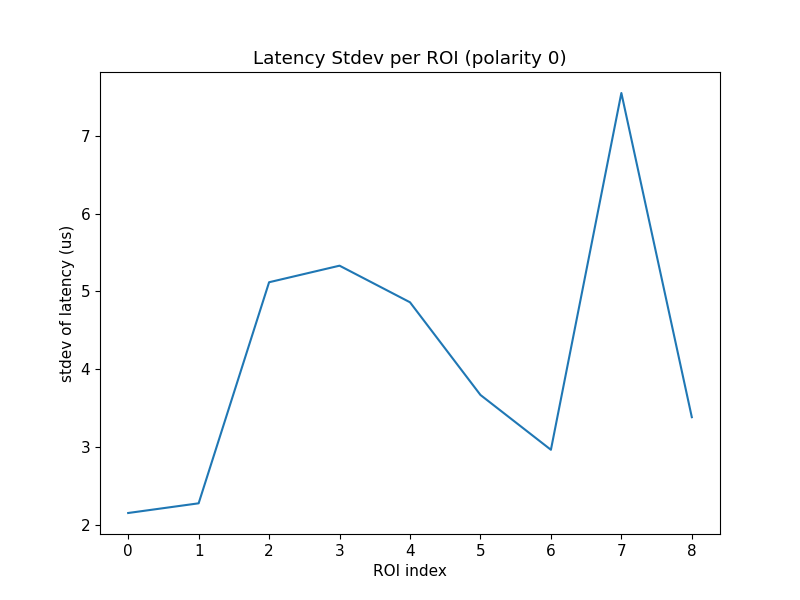 Latency Stdev per ROI (polarity 0)
7
6
5
4
3
2
stdev of latency (us)
0 1 2 3 4 5 6 7 8
ROI index